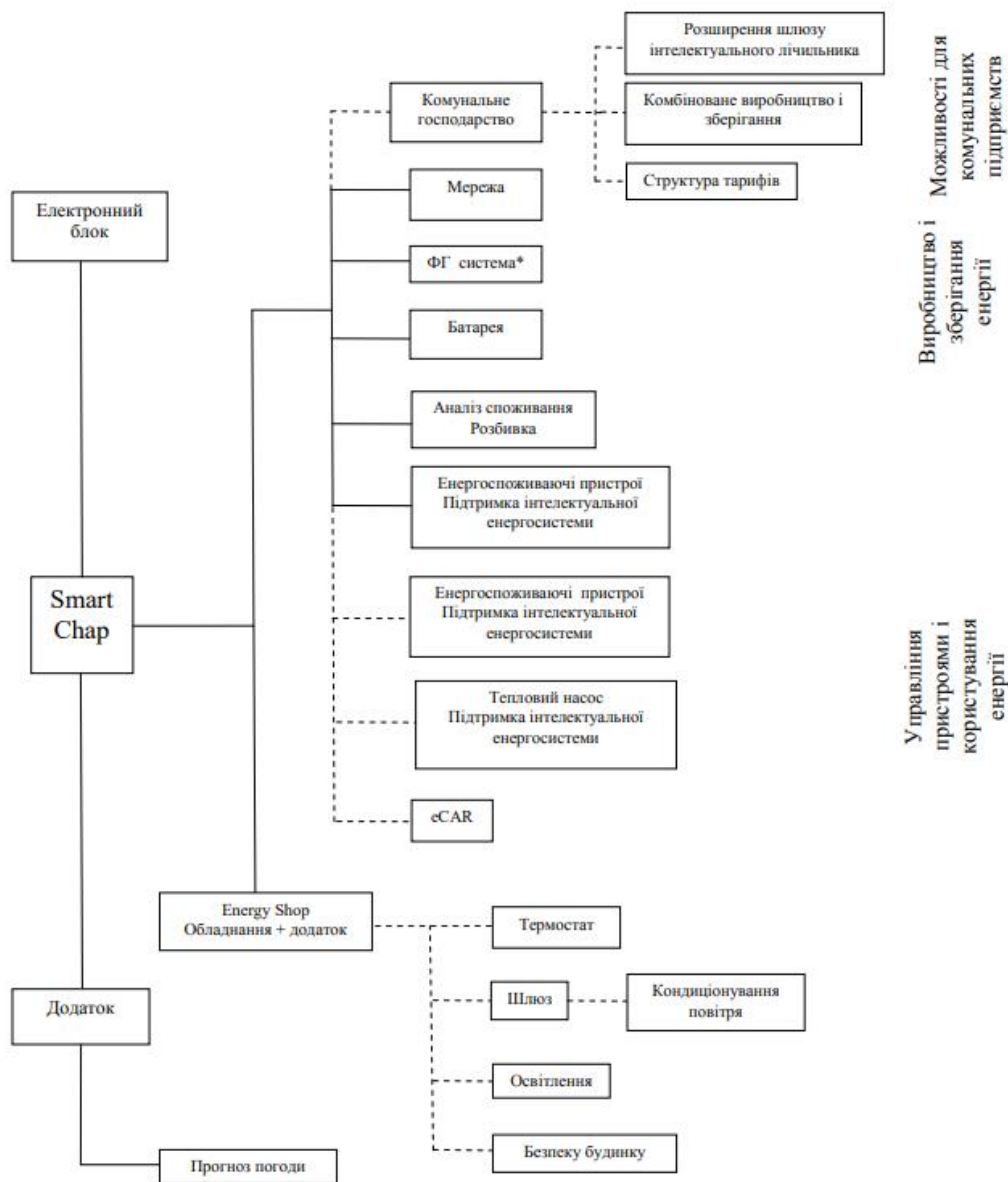 Розширення шлюзу
інтелектуального лічильника
Комунальне
господарство
Комбіноване виробництво і
зберігання
Структура тарифів
Можливості для
комунальних
підприємств
Електронний
блок
Мережа
ФГ система*
Батарея
Виробництво і
зберігання
енергії
Аналіз споживання
Розбивка
Енергоспоживаючі пристрої
Підтримка інтелектуальної
енергосистеми
Smart
Chap
Енергоспоживаючі пристрої
Підтримка інтелектуальної
енергосистеми
Тепловий насос
Підтримка інтелектуальної
енергосистеми
eCAR
Управління
пристроями і
користування
енергії
Energy Shop
Обладнання + додаток
Термостат
Додаток
Шлюз
Кондиціонування
повітря
Освітлення
Безпеку будинку
Прогноз погоди